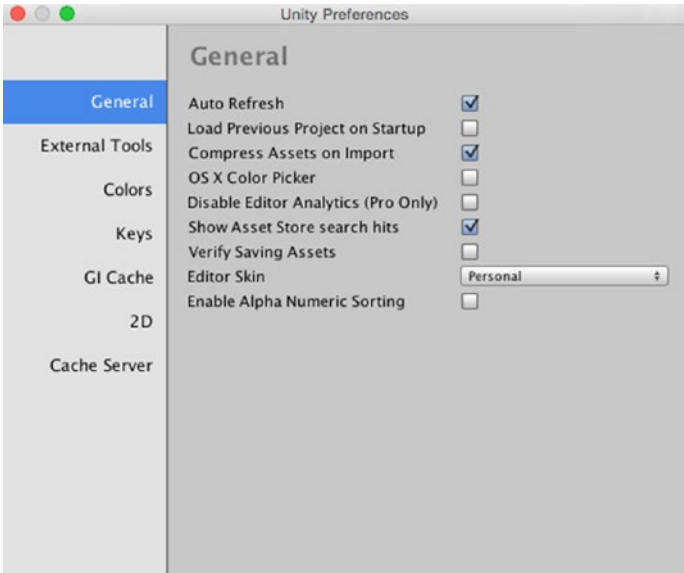 Unity Preferences
General
External Tools
Colors
Keys
GI Cache
2D
Cache Server
General
Auto Refresh
Load Previous Project on Startup
Compress Assets on Import
OS X Color Picker
Disable Editor Analytics (Pro Only)
Show Asset Store search hits
Verify Saving Assets
Editor Skin Personal
Enable Alpha Numeric Sorting